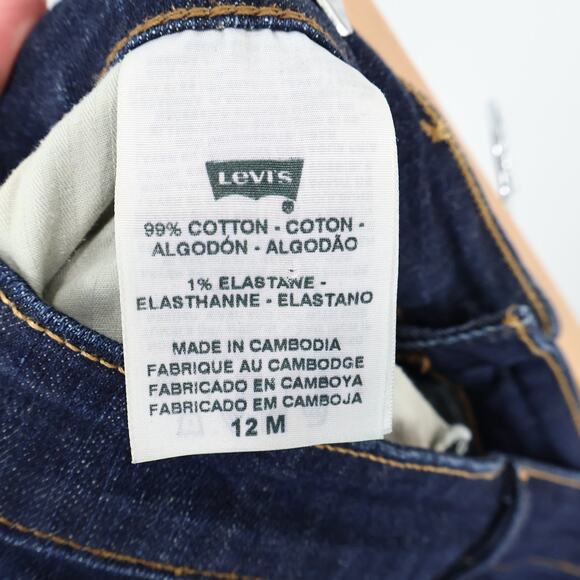 Levi's
99% COTTON - COTON -
ALGODÓN - ALGODÃO
1% ELASTANE -
ELASTHANNE - ELASTANO
MADE IN CAMBODIA
FABRIQUE AU CAMBODGE
FABRICADO EN CAMBOYA
FABRICADO EM CAMBOJA
12 M